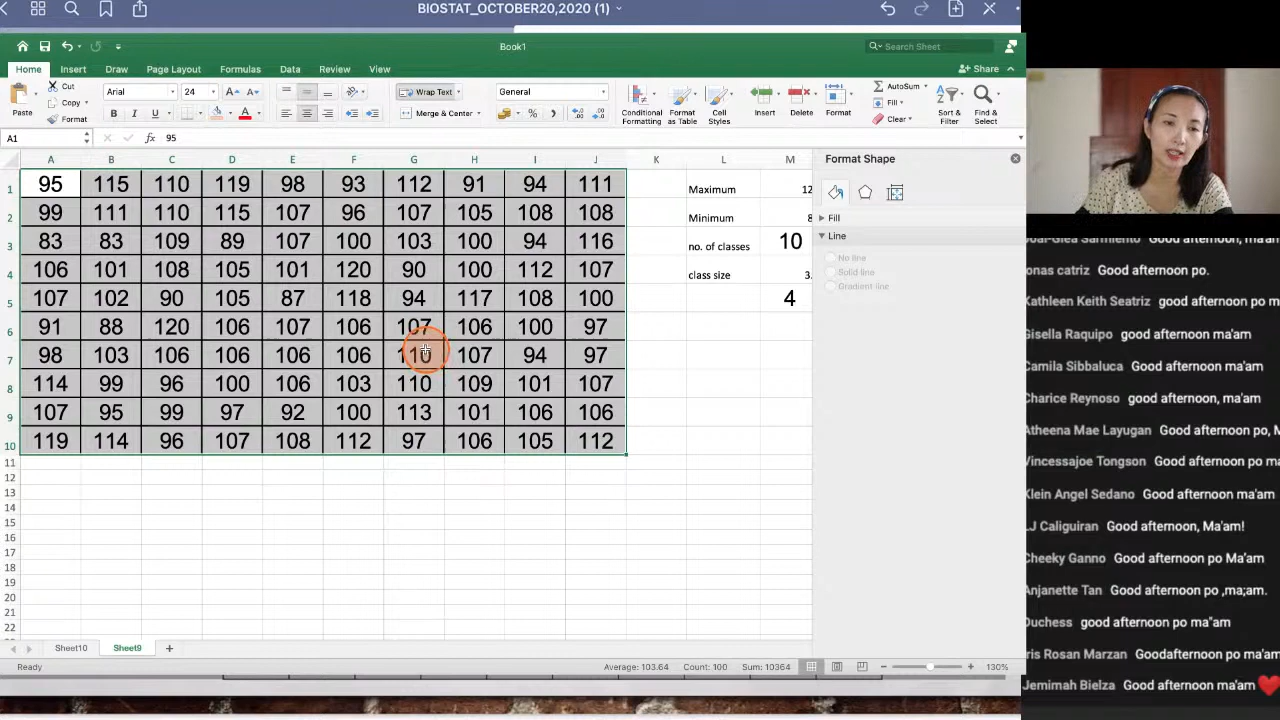 BIOSTAT_OCTOBER20,2020 (1)
Book1
Search Sheet
Home Insert Draw Page Layout Formulas Data Review View
Share
Paste
Cut
Copy
Format
Arial 24
B I U
Wrap Text
Merge & Center
General
Conditional Formatting
Format as Table
Cell Styles
Insert
Delete
Format
AutoSum
Fill
Clear
Sort & Filter
Find & Select
A1 fx 95
A B C D E F G H I J K L M
1 95 115 110 119 98 93 112 91 94 111 Maximum 12
2 99 111 110 115 107 96 107 105 108 108 Minimum 8
3 83 83 109 89 107 100 103 100 94 116 no. of classes 10
4 106 101 108 105 101 120 90 100 112 107 class size 3.
5 107 102 90 105 87 118 94 117 108 100 4
6 91 88 120 106 107 106 107 106 100 97
7 98 103 106 106 106 106 110 107 94 97
8 114 99 96 100 106 103 110 109 101 107
9 107 95 99 97 92 100 113 101 106 106
10 119 114 96 107 108 112 97 106 105 112
11
12
13
14
15
16
17
18
19
20
21
22
Format Shape
Fill
Line
No line
Solid line
Gradient line
Sheet10 Sheet9
Ready Average: 103.64 Count: 100 Sum: 10364 130%
Sarmiento Good afternoon, ma'am
onas catriz Good afternoon po.
Kathleen Keith Seatriz good afternoon po m
Gisella Raquipo good afternoon ma'am
Camila Sibbaluca Good afternoon ma'am
Charice Reynoso good afternoon, ma'am
Atheena Mae Layugan Good afternoon po, M
Vincessajoe Tongson Good afternoon po ma
Klein Angel Sedano Good afternoon ma'am
LJ Caliguiran Good afternoon, Ma'am!
Cheeky Ganno Good afternoon po Ma'am
Anjanette Tan Good afternoon po ,ma;am.
Duchess good afternoon po ma"am
ris Rosan Marzan Goodafternoon po ma'am
Jemimah Bielza Good afternoon ma'am